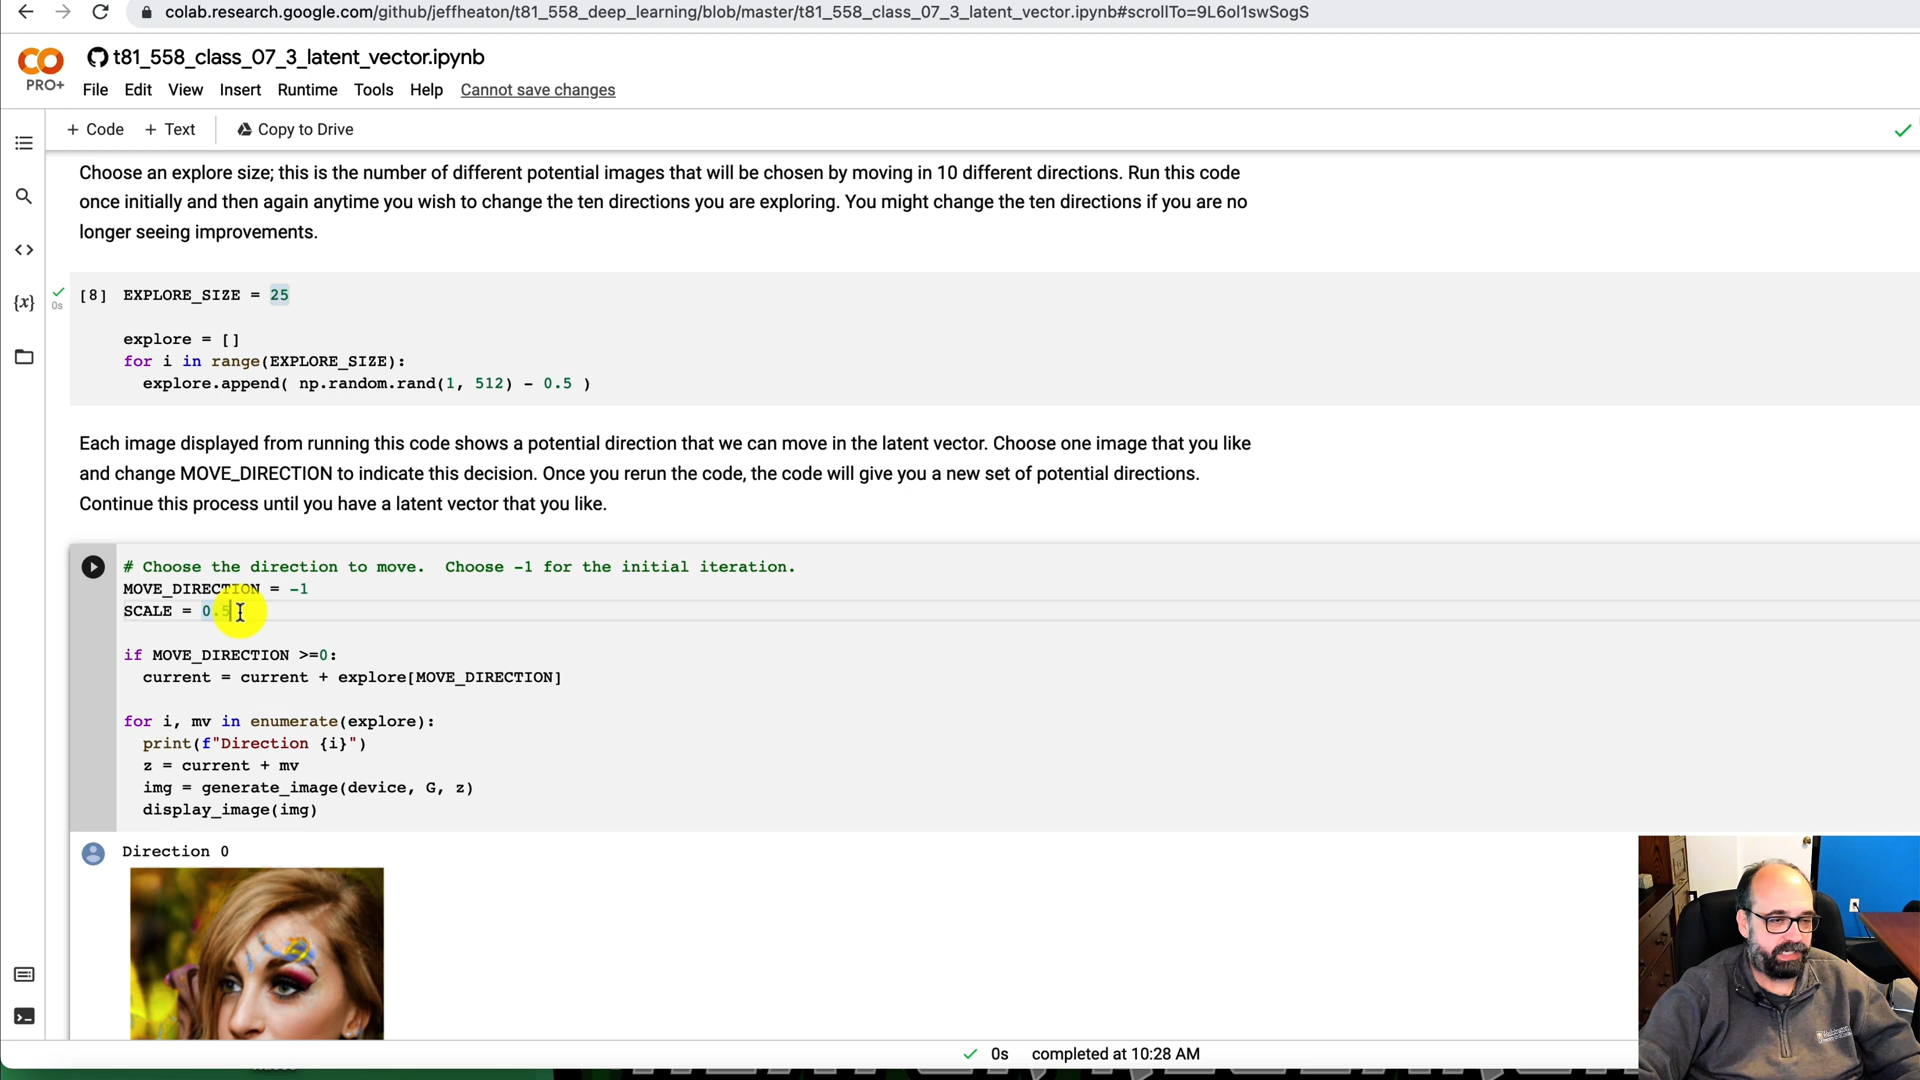 colab.research.google.com/github/jeffheaton/t81_558_deep_learning/blob/master/t81_558_class_07_3_latent_vector.ipynb#scrollTo=9L6ol1swSogS
t81_558_class_07_3_latent_vector.ipynb
PRO+
File Edit View Insert Runtime Tools Help Cannot save changes
+ Code + Text Copy to Drive
Choose an explore size; this is the number of different potential images that will be chosen by moving in 10 different directions. Run this code
once initially and then again anytime you wish to change the ten directions you are exploring. You might change the ten directions if you are no
longer seeing improvements.
0s
[8] EXPLORE_SIZE = 25
explore = []
for i in range(EXPLORE_SIZE):
explore.append( np.random.rand(1, 512) - 0.5 )
Each image displayed from running this code shows a potential direction that we can move in the latent vector. Choose one image that you like
and change MOVE_DIRECTION to indicate this decision. Once you rerun the code, the code will give you a new set of potential directions.
Continue this process until you have a latent vector that you like.
# Choose the direction to move. Choose -1 for the initial iteration.
MOVE_DIRECTION = -1
SCALE = 0.5
if MOVE_DIRECTION >=0:
current = current + explore[MOVE_DIRECTION]
for i, mv in enumerate(explore):
print(f"Direction {i}")
z = current + mv
img = generate_image(device, G, z)
display_image(img)
Direction 0
0s completed at 10:28 AM